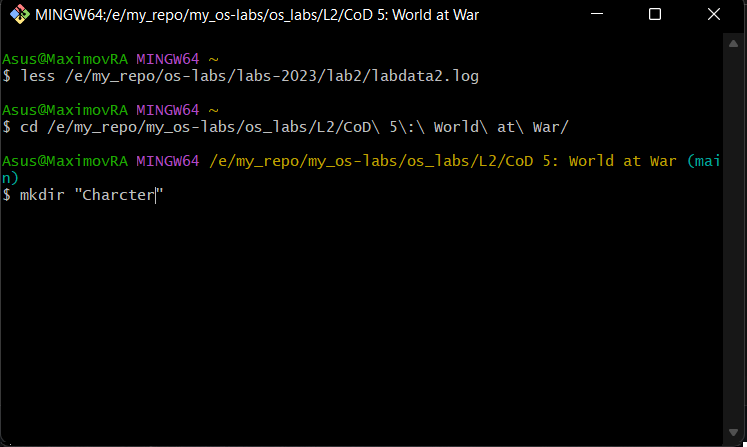 MINGW64:/e/my_repo/my_os-labs/os_labs/L2/CoD 5: World at War
Asus@MaximovRA MINGW64 ~
$ less /e/my_repo/os-labs/labs-2023/lab2/labdata2.log
Asus@MaximovRA MINGW64 ~
$ cd /e/my_repo/my_os-labs/os_labs/L2/CoD\ 5\:\ World\ at\ War/
Asus@MaximovRA MINGW64 /e/my_repo/my_os-labs/os_labs/L2/CoD 5: World at War (mai
n)
$ mkdir "Charcter"